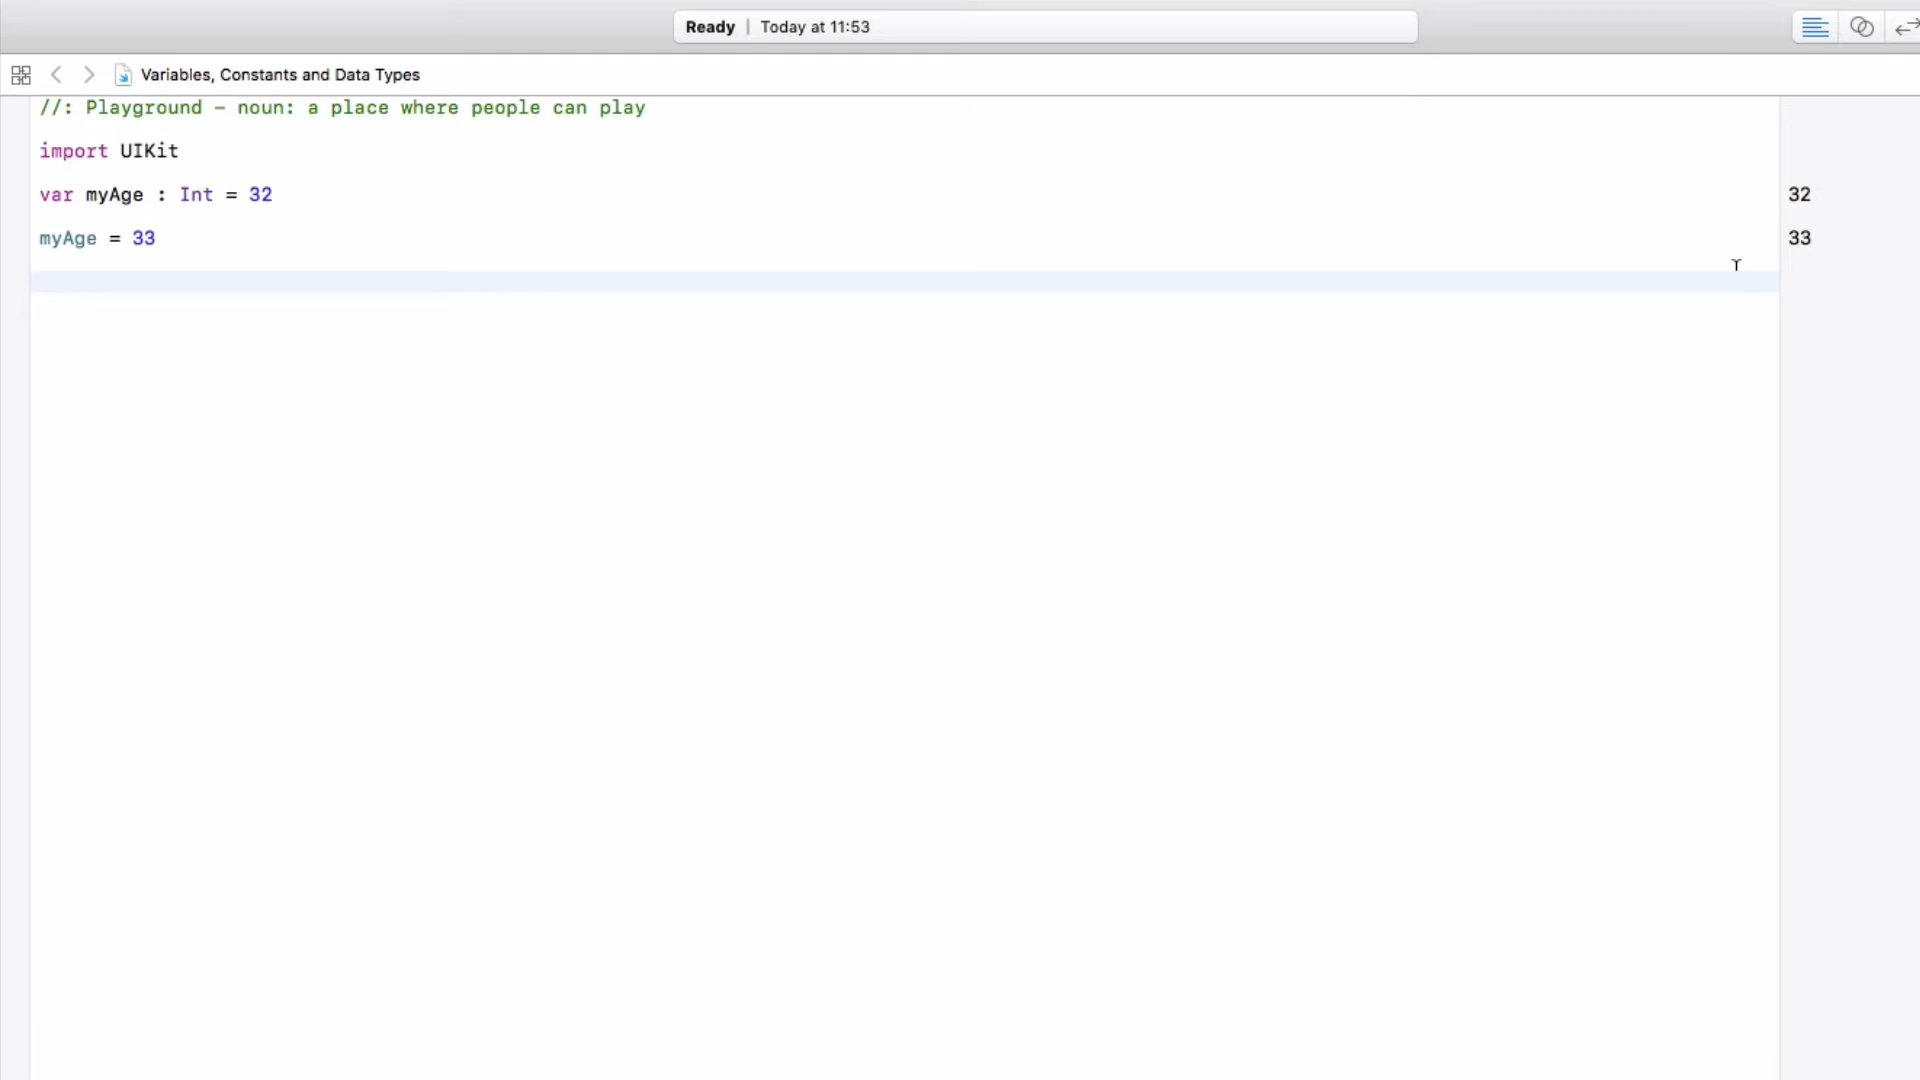 Ready | Today at 11:53
Variables, Constants and Data Types
//: Playground - noun: a place where people can play
import UIKit
var myAge : Int = 32 32
myAge = 33 33